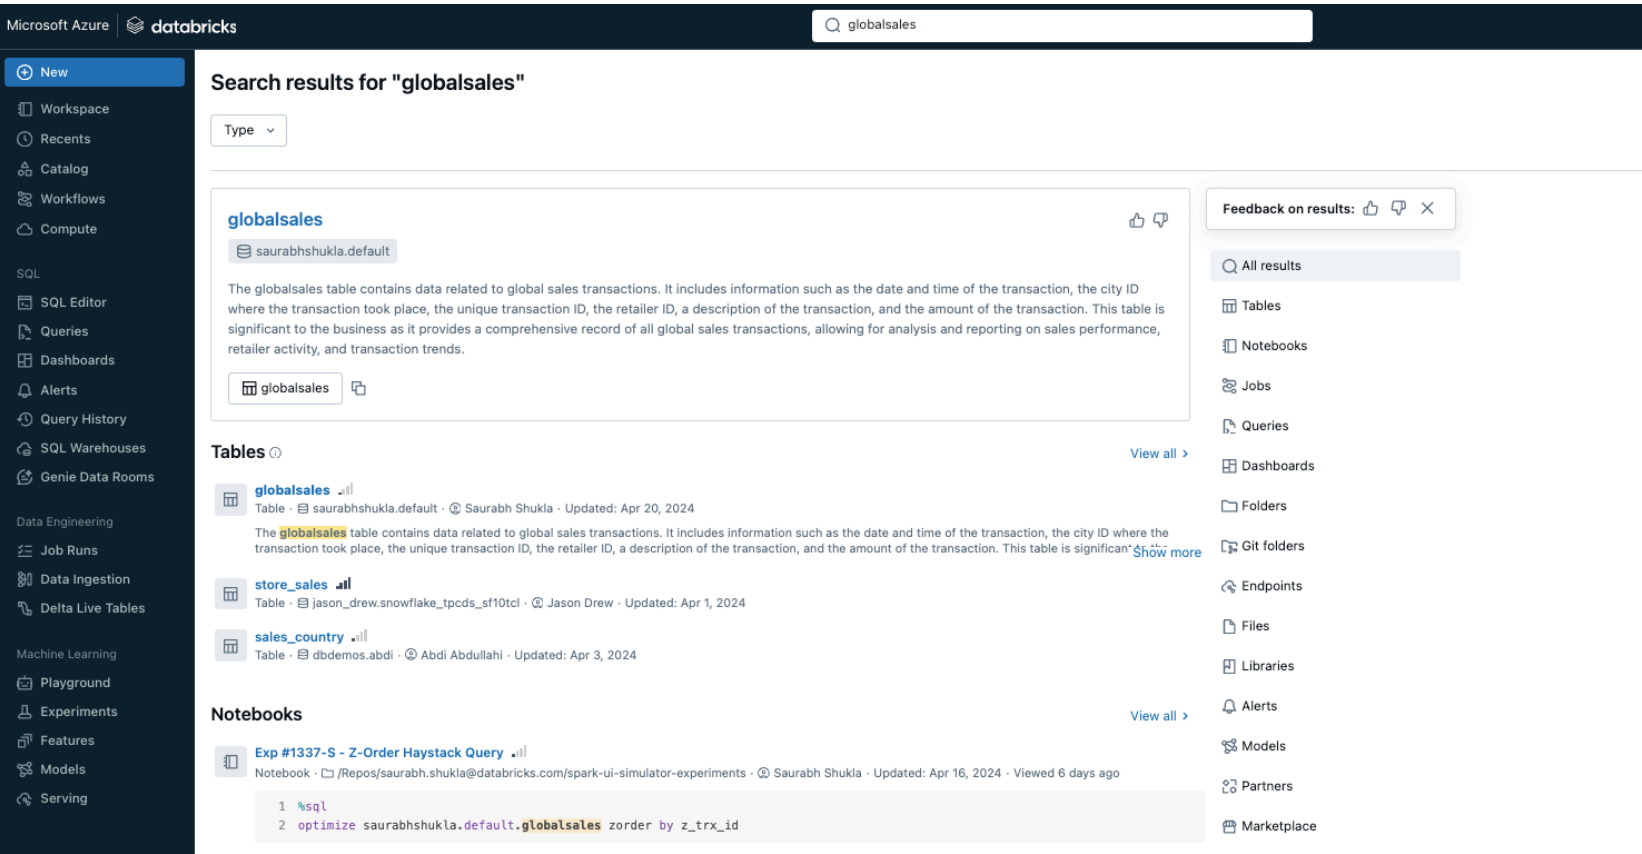 Microsoft Azure databricks
globalsales
New
Workspace
Recents
Catalog
Workflows
Compute
SQL
SQL Editor
Queries
Dashboards
Alerts
Query History
SQL Warehouses
Genie Data Rooms
Data Engineering
Job Runs
Data Ingestion
Delta Live Tables
Machine Learning
Playground
Experiments
Features
Models
Serving
Search results for "globalsales"
Type
globalsales
saurabhshukla.default
The globalsales table contains data related to global sales transactions. It includes information such as the date and time of the transaction, the city ID
where the transaction took place, the unique transaction ID, the retailer ID, a description of the transaction, and the amount of the transaction. This table is
significant to the business as it provides a comprehensive record of all global sales transactions, allowing for analysis and reporting on sales performance,
retailer activity, and transaction trends.
globalsales
Tables
View all
globalsales
Table · saurabhshukla.default · Saurabh Shukla · Updated: Apr 20, 2024
The globalsales table contains data related to global sales transactions. It includes information such as the date and time of the transaction, the city ID where the
transaction took place, the unique transaction ID, the retailer ID, a description of the transaction, and the amount of the transaction. This table is significant Show more
store_sales
Table · jason_drew.snowflake_tpcds_sf10tcl · Jason Drew · Updated: Apr 1, 2024
sales_country
Table · dbdemos.abdi · Abdi Abdullahi · Updated: Apr 3, 2024
Notebooks
View all
Exp #1337-S - Z-Order Haystack Query
Notebook · /Repos/saurabh.shukla@databricks.com/spark-ui-simulator-experiments · Saurabh Shukla · Updated: Apr 16, 2024 · Viewed 6 days ago
1 %sql
2 optimize saurabhshukla.default.globalsales zorder by z_trx_id
Feedback on results:
All results
Tables
Notebooks
Jobs
Queries
Dashboards
Folders
Git folders
Endpoints
Files
Libraries
Alerts
Models
Partners
Marketplace